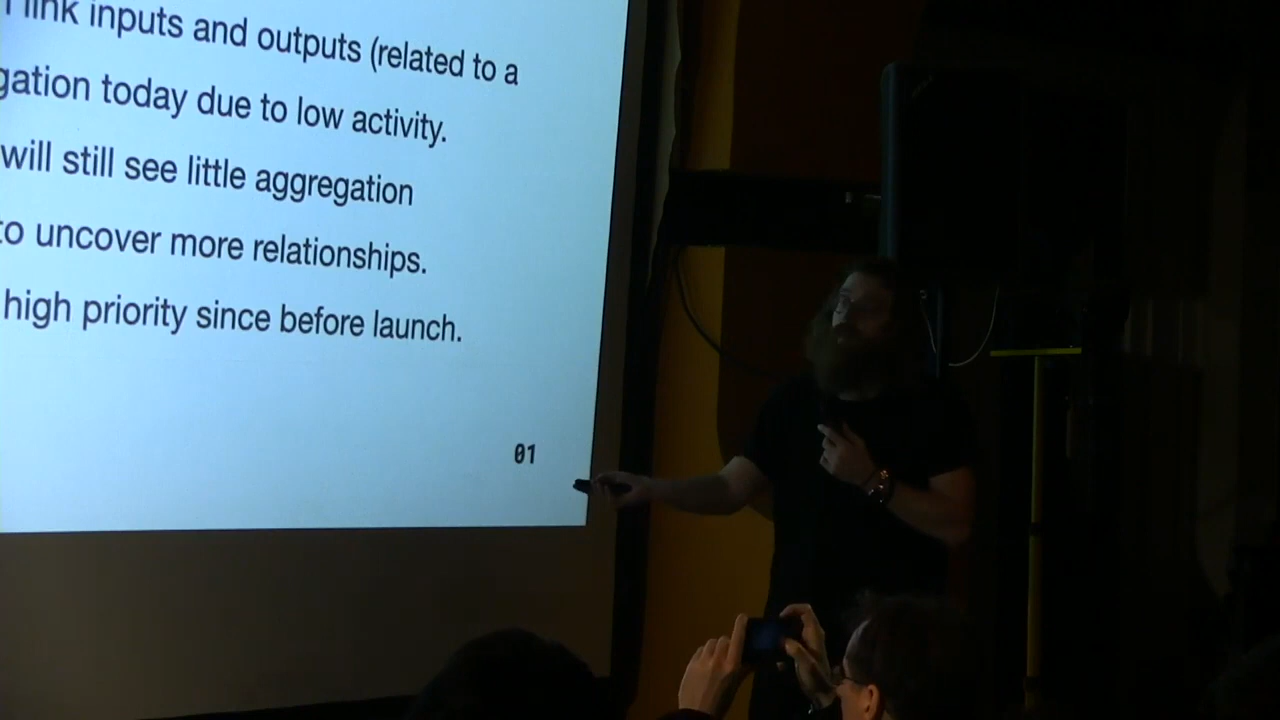 link inputs and outputs (related to a
gation today due to low activity.
will still see little aggregation
to uncover more relationships.
high priority since before launch.
01